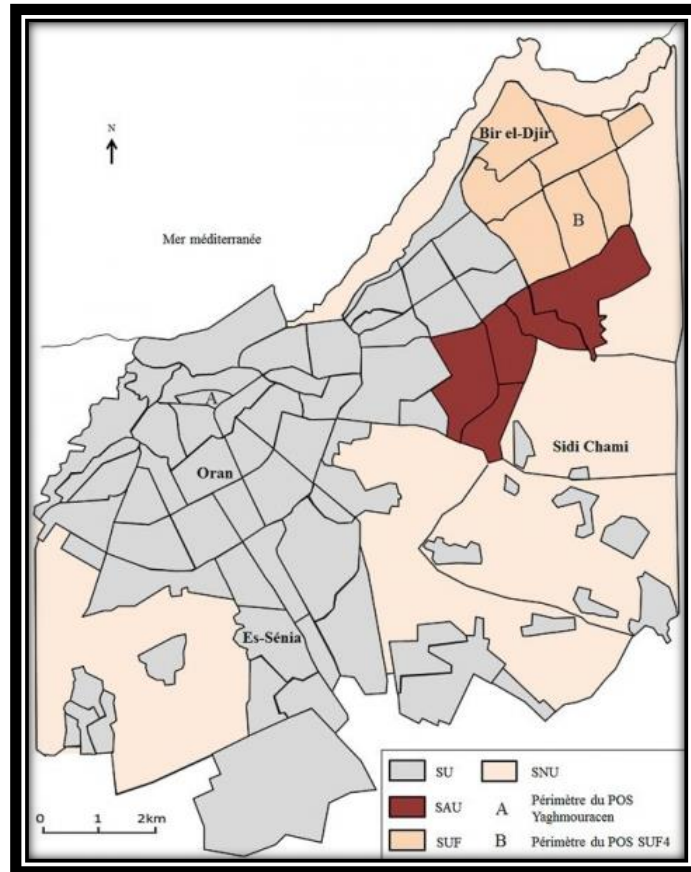 Bir el-Djir
N
B
Mer méditerranée
A
Oran
Sidi Chami
Es-Sénia
SU
SNU
SAU
A
Périmètre du POS
Yaghmouracen
SUF
B
Périmètre du POS SUF4
0 1 2km